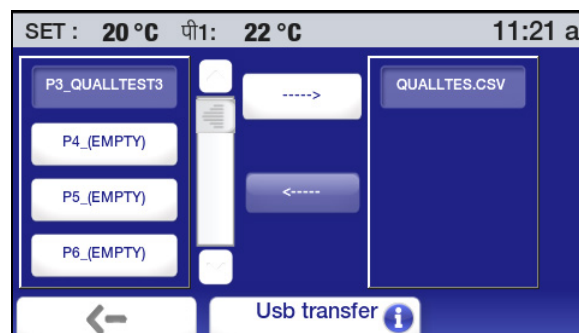 SET : 20 °C पी1: 22 °C 11:21 a
P3_QUALLTEST3
P4_(EMPTY)
P5_(EMPTY)
P6_(EMPTY)
----->
<-----
QUALLTES.CSV
Usb transfer